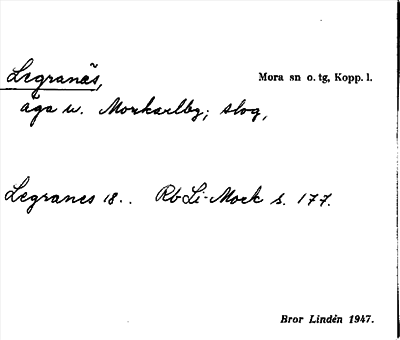 Legranäs, Mora sn o. tg, Kopp. l.
äga u. Morkarlby; slog,
Legranes 18.. Rb Li-Mock s. 177.
Bror Lindén 1947.